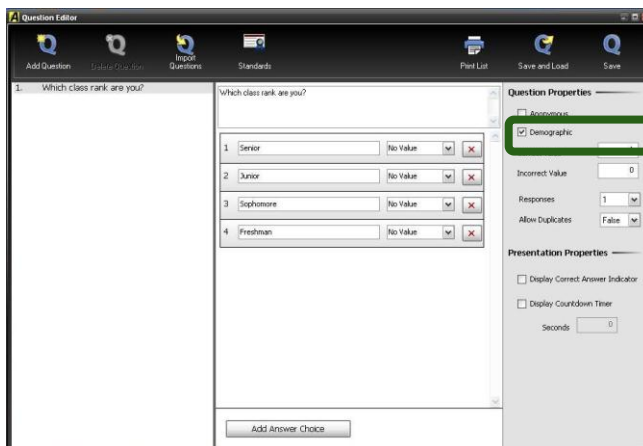 Question Editor
Add Question
Delete Question
Import Questions
Standards
Print List
Save and Load
Save
1. Which class rank are you?
Which class rank are you?
1 Senior No Value
2 Junior No Value
3 Sophomore No Value
4 Freshman No Value
Add Answer Choice
Question Properties
Anonymous
Demographic
Incorrect Value 0
Responses 1
Allow Duplicates False
Presentation Properties
Display Correct Answer Indicator
Display Countdown Timer
Seconds 0